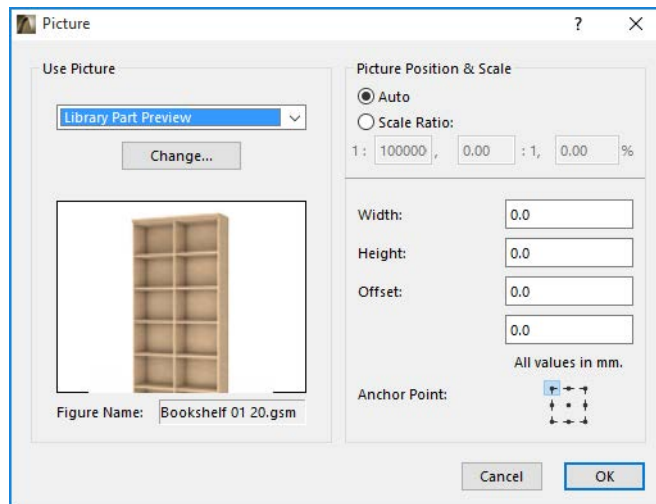 Picture
?
Use Picture
Library Part Preview
Change...
Figure Name: Bookshelf 01 20.gsm
Picture Position & Scale
Auto
Scale Ratio:
1 : 100000 , 0.00 : 1, 0.00 %
Width: 0.0
Height: 0.0
Offset: 0.0
0.0
All values in mm.
Anchor Point:
Cancel OK